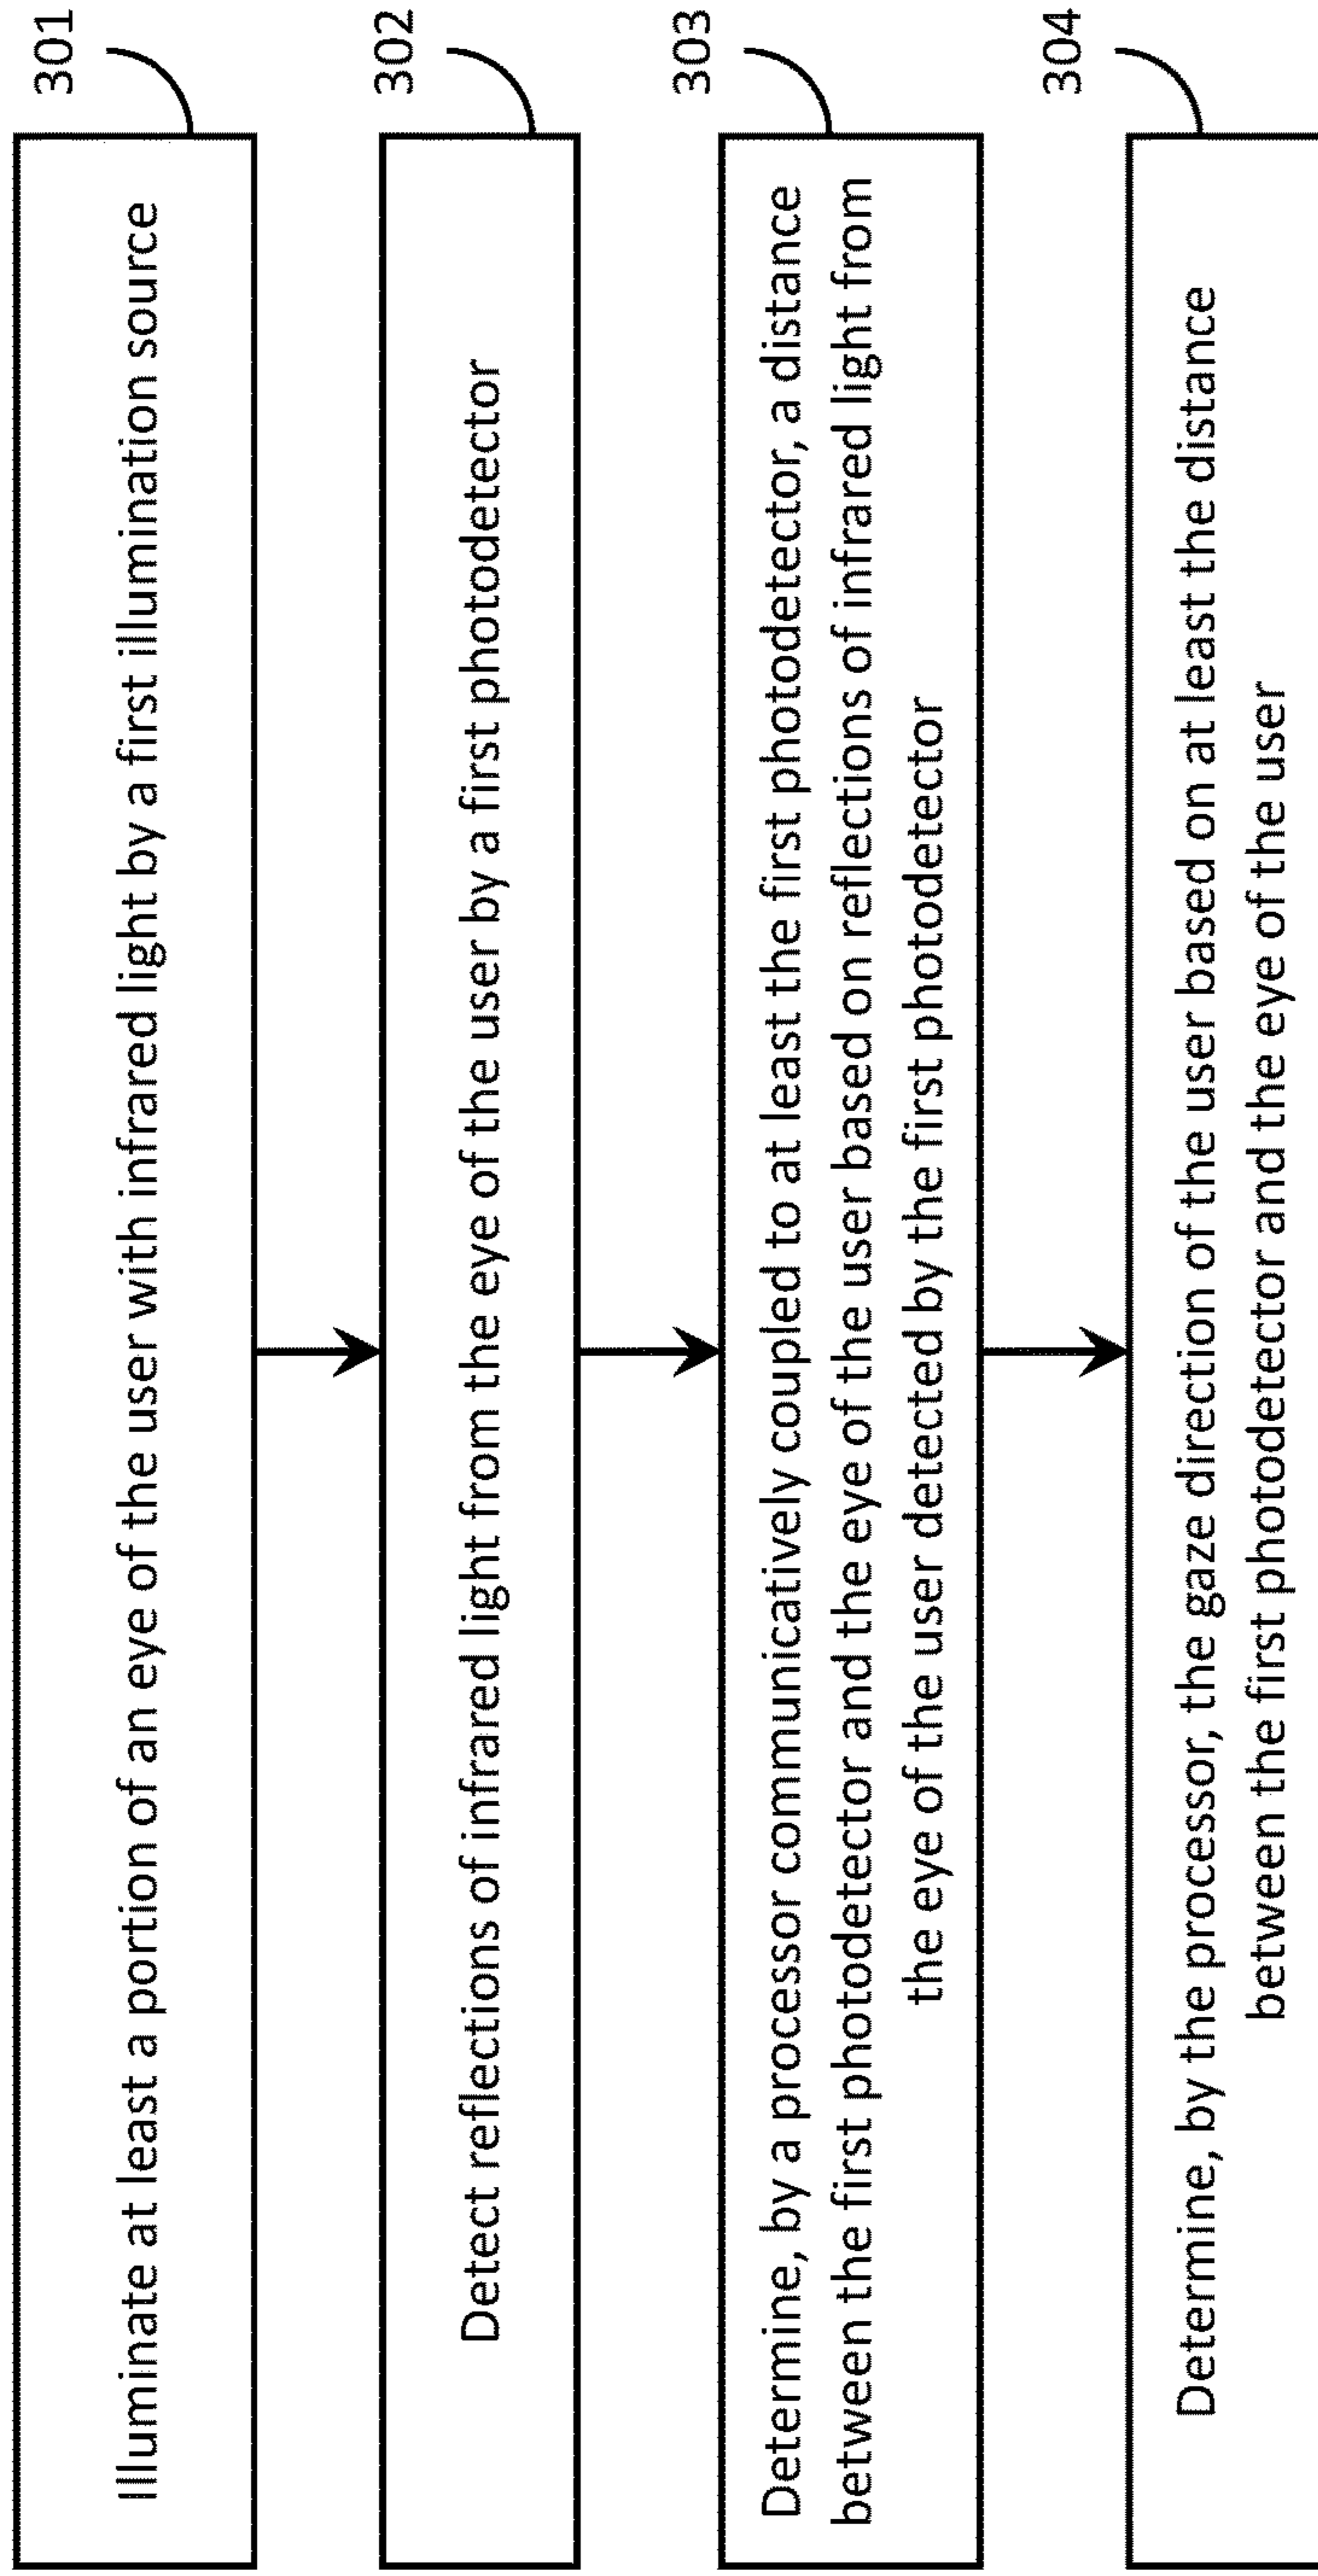 301
Illuminate at least a portion of an eye of the user with infrared light by a first illumination source
302
Detect reflections of infrared light from the eye of the user by a first photodetector
303
Determine, by a processor communicatively coupled to at least the first photodetector, a distance
between the first photodetector and the eye of the user based on reflections of infrared light from
the eye of the user detected by the first photodetector
304
Determine, by the processor, the gaze direction of the user based on at least the distance
between the first photodetector and the eye of the user